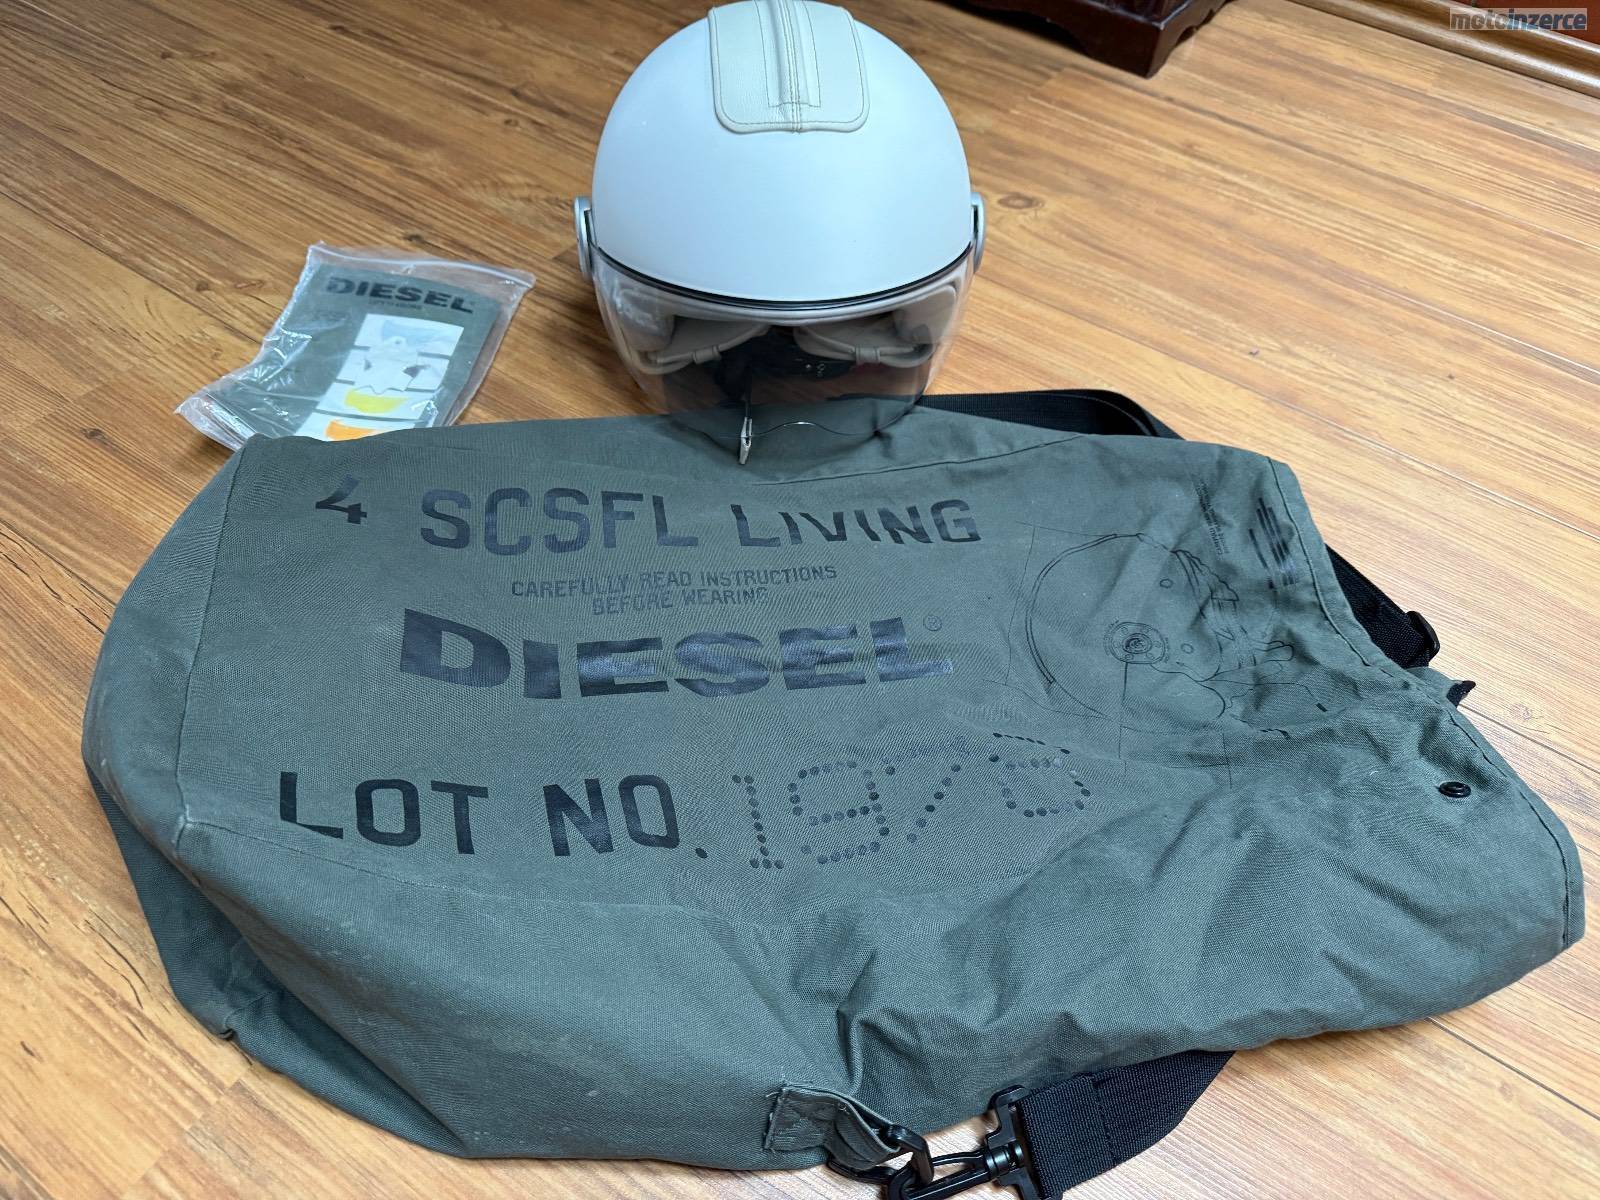 motoinzerce
DIESEL
4 SCSFL LIVING
CAREFULLY READ INSTRUCTIONS
BEFORE WEARING
DIESEL®
LOT NO. 1978